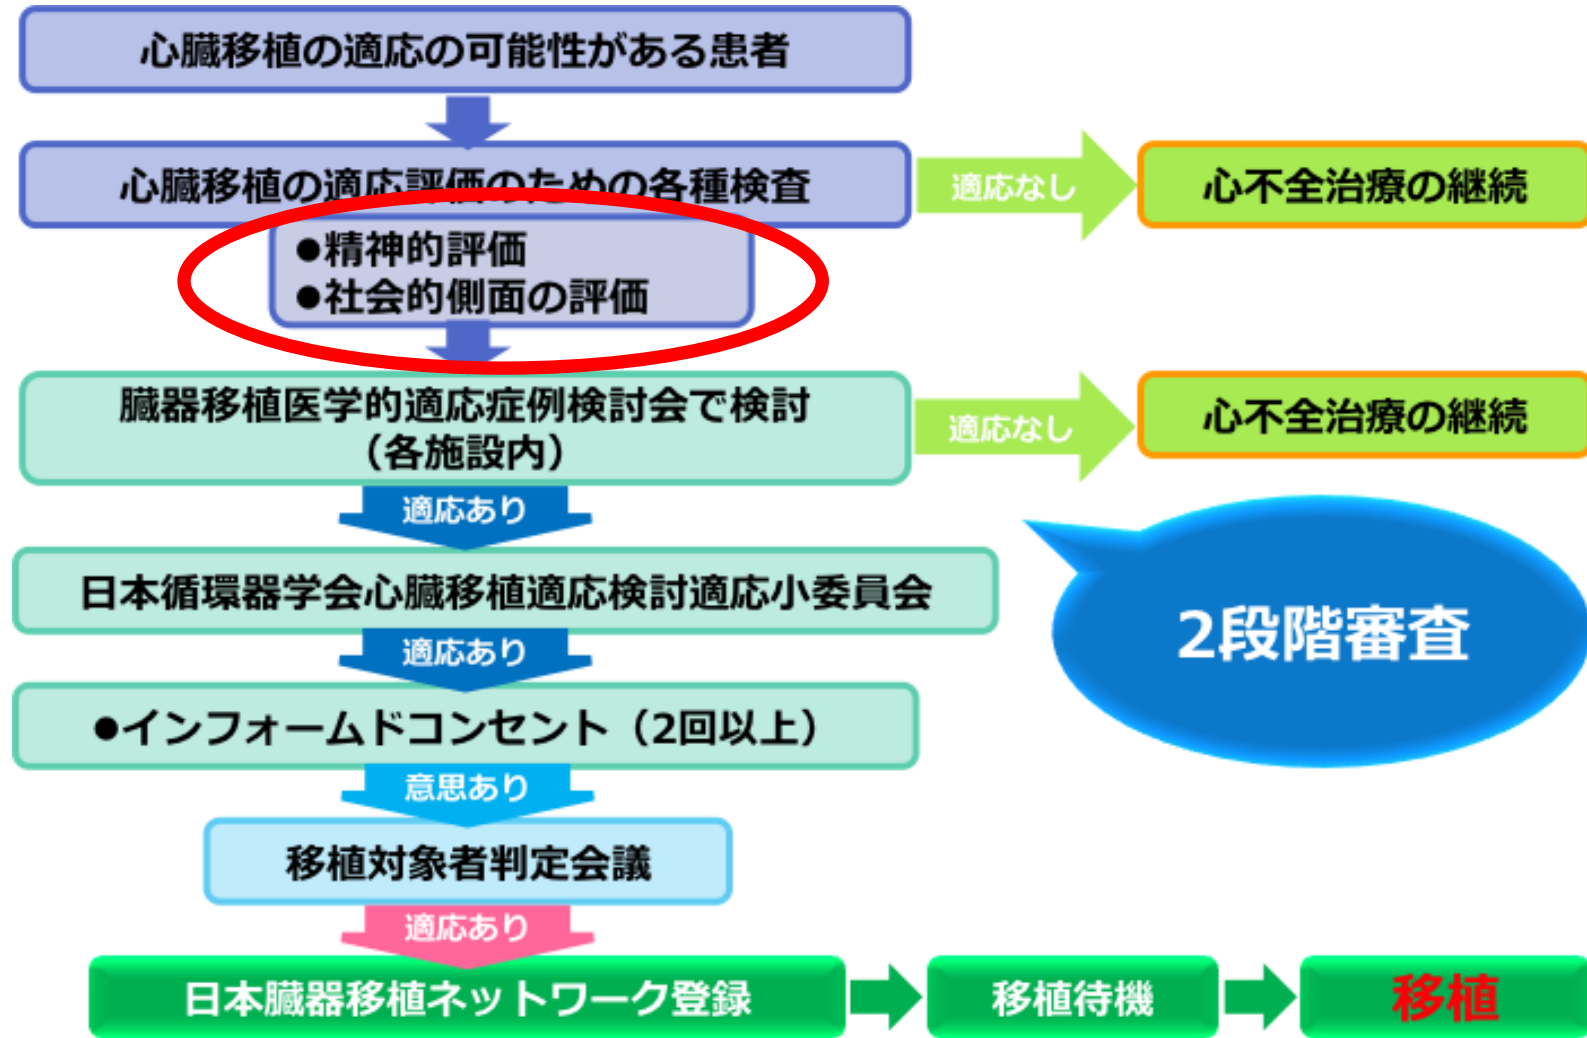 心臓移植の適応の可能性がある患者
心臓移植の適応評価のための各種検査
適応なし
心不全治療の継続
●精神的評価
●社会的側面の評価
臓器移植医学的適応症例検討会で検討
（各施設内）
適応なし
心不全治療の継続
適応あり
日本循環器学会心臓移植適応検討適応小委員会
2段階審査
適応あり
●インフォームドコンセント（2回以上）
意思あり
移植対象者判定会議
適応あり
日本臓器移植ネットワーク登録
移植待機
移植